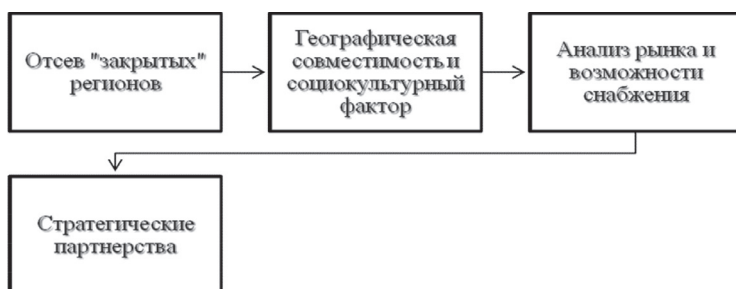 Отсев "закрытых"
регионов
Географическая
совместимость и
социокультурный
фактор
Анализ рынка и
возможности
снабжения
Стратегические
партнерства